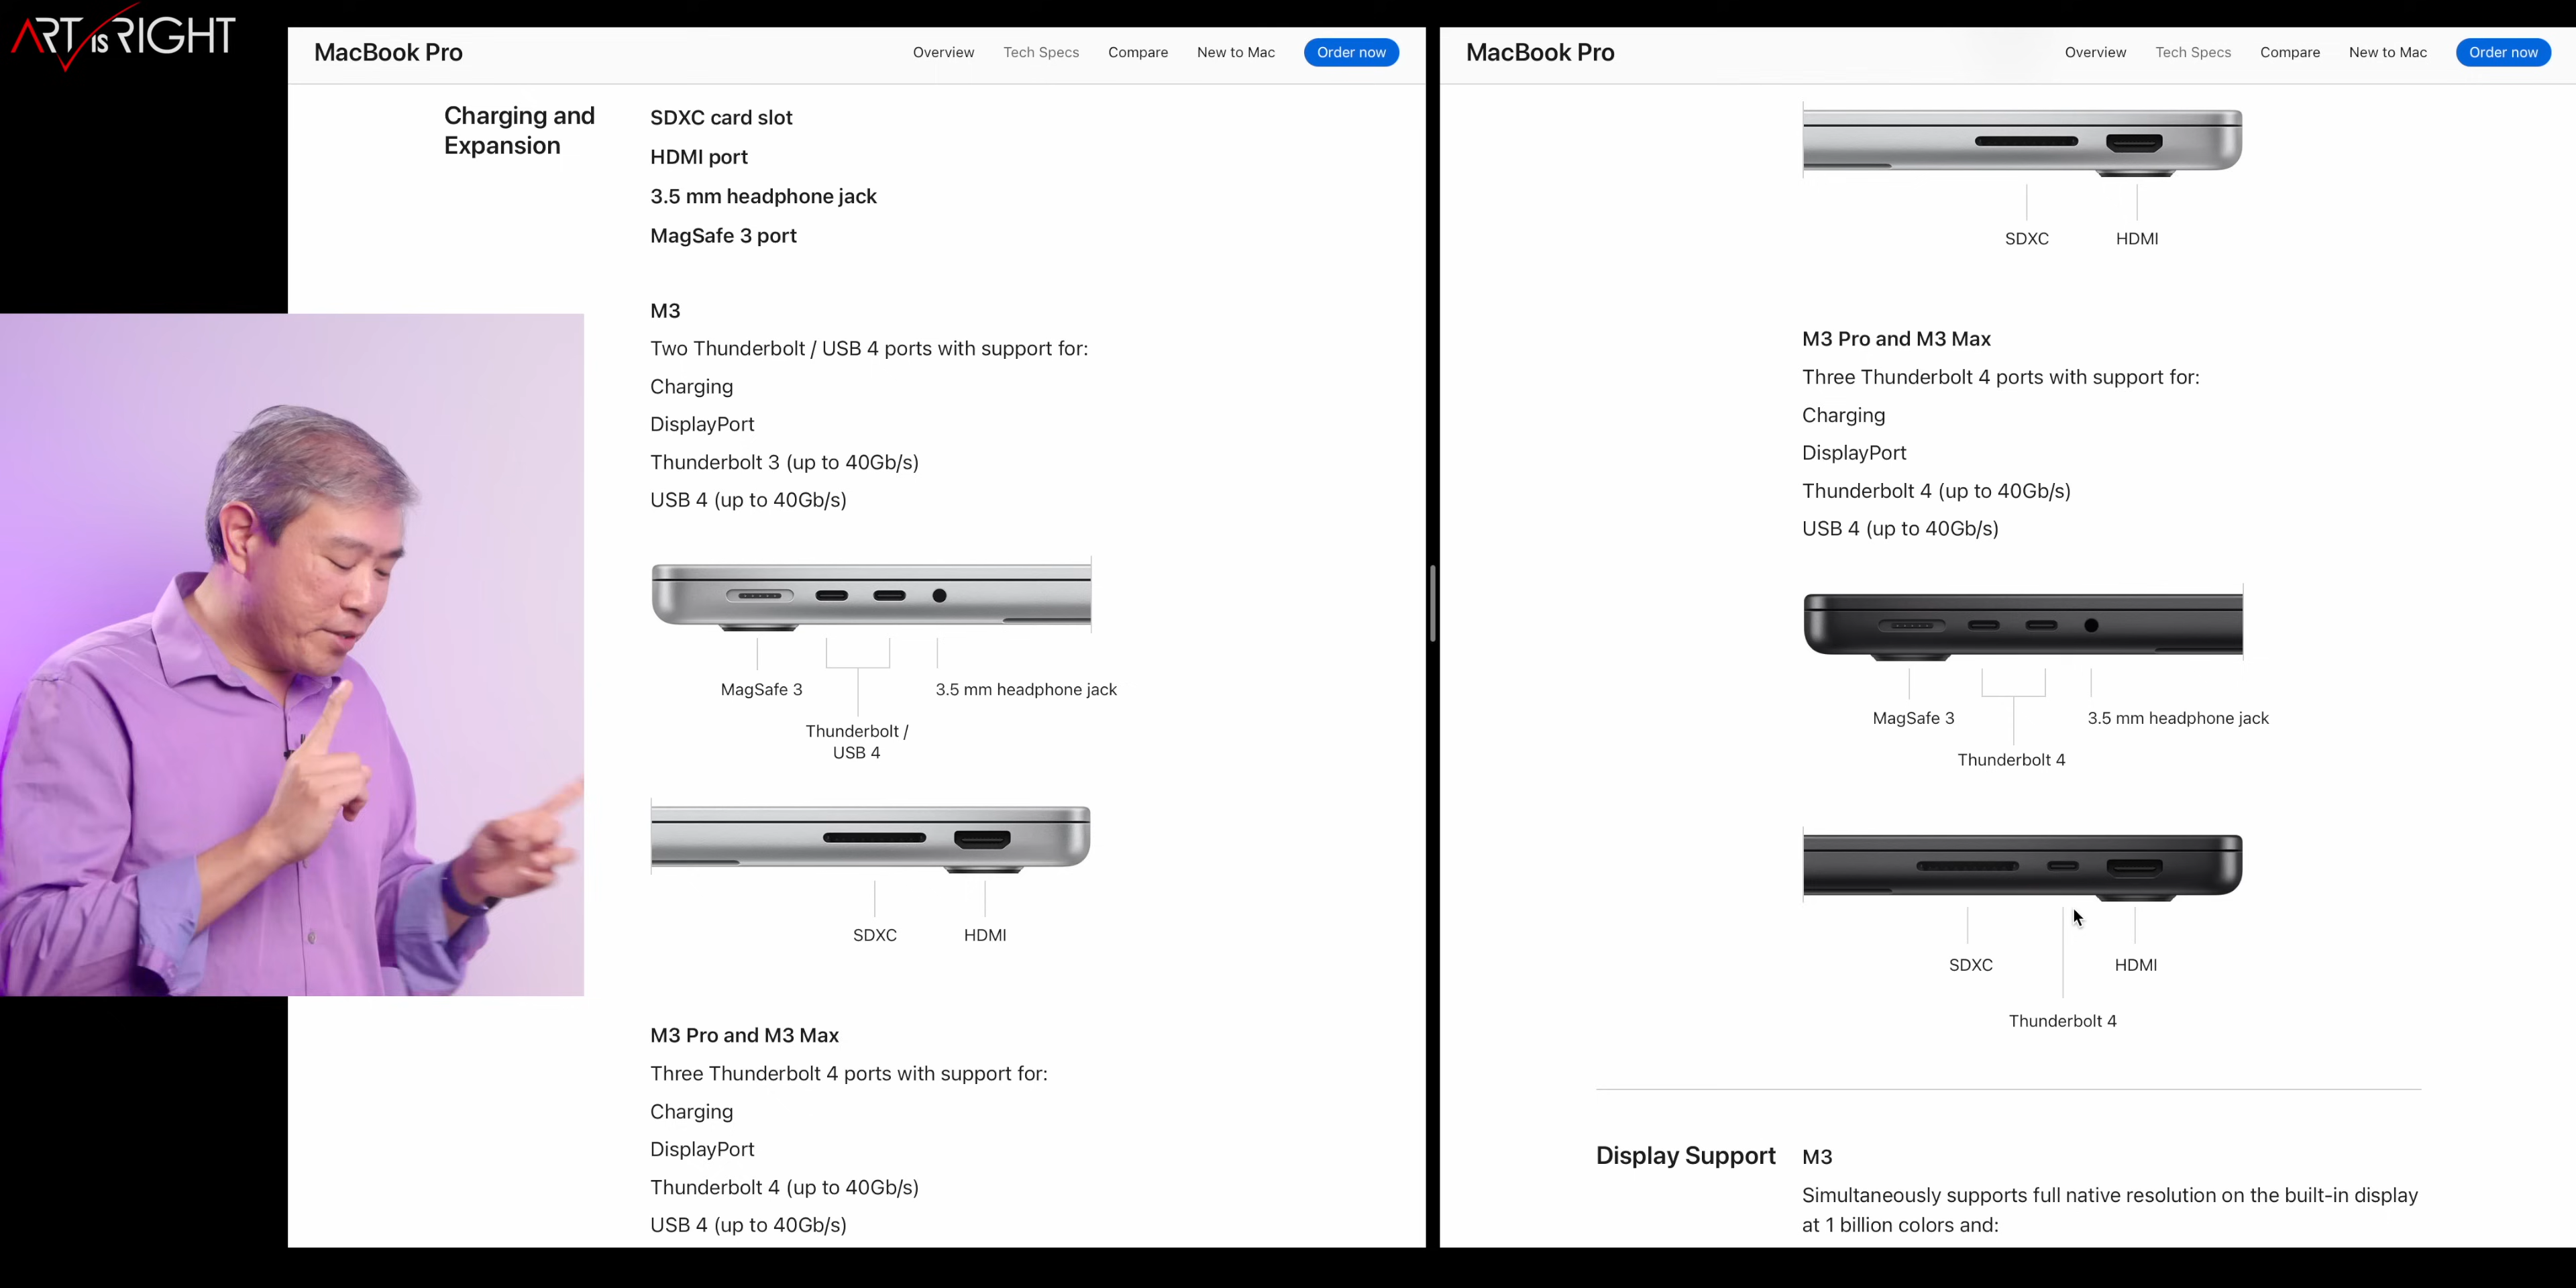 ART IS RIGHT
MacBook Pro
Overview
Tech Specs
Compare
New to Mac
Order now
Charging and
Expansion
SDXC card slot
HDMI port
3.5 mm headphone jack
MagSafe 3 port
M3
Two Thunderbolt / USB 4 ports with support for:
Charging
DisplayPort
Thunderbolt 3 (up to 40Gb/s)
USB 4 (up to 40Gb/s)
MagSafe 3
3.5 mm headphone jack
Thunderbolt /
USB 4
SDXC
HDMI
M3 Pro and M3 Max
Three Thunderbolt 4 ports with support for:
Charging
DisplayPort
Thunderbolt 4 (up to 40Gb/s)
USB 4 (up to 40Gb/s)
MacBook Pro
Overview
Tech Specs
Compare
New to Mac
Order now
SDXC
HDMI
M3 Pro and M3 Max
Three Thunderbolt 4 ports with support for:
Charging
DisplayPort
Thunderbolt 4 (up to 40Gb/s)
USB 4 (up to 40Gb/s)
MagSafe 3
3.5 mm headphone jack
Thunderbolt 4
SDXC
HDMI
Thunderbolt 4
Display Support
M3
Simultaneously supports full native resolution on the built-in display
at 1 billion colors and: